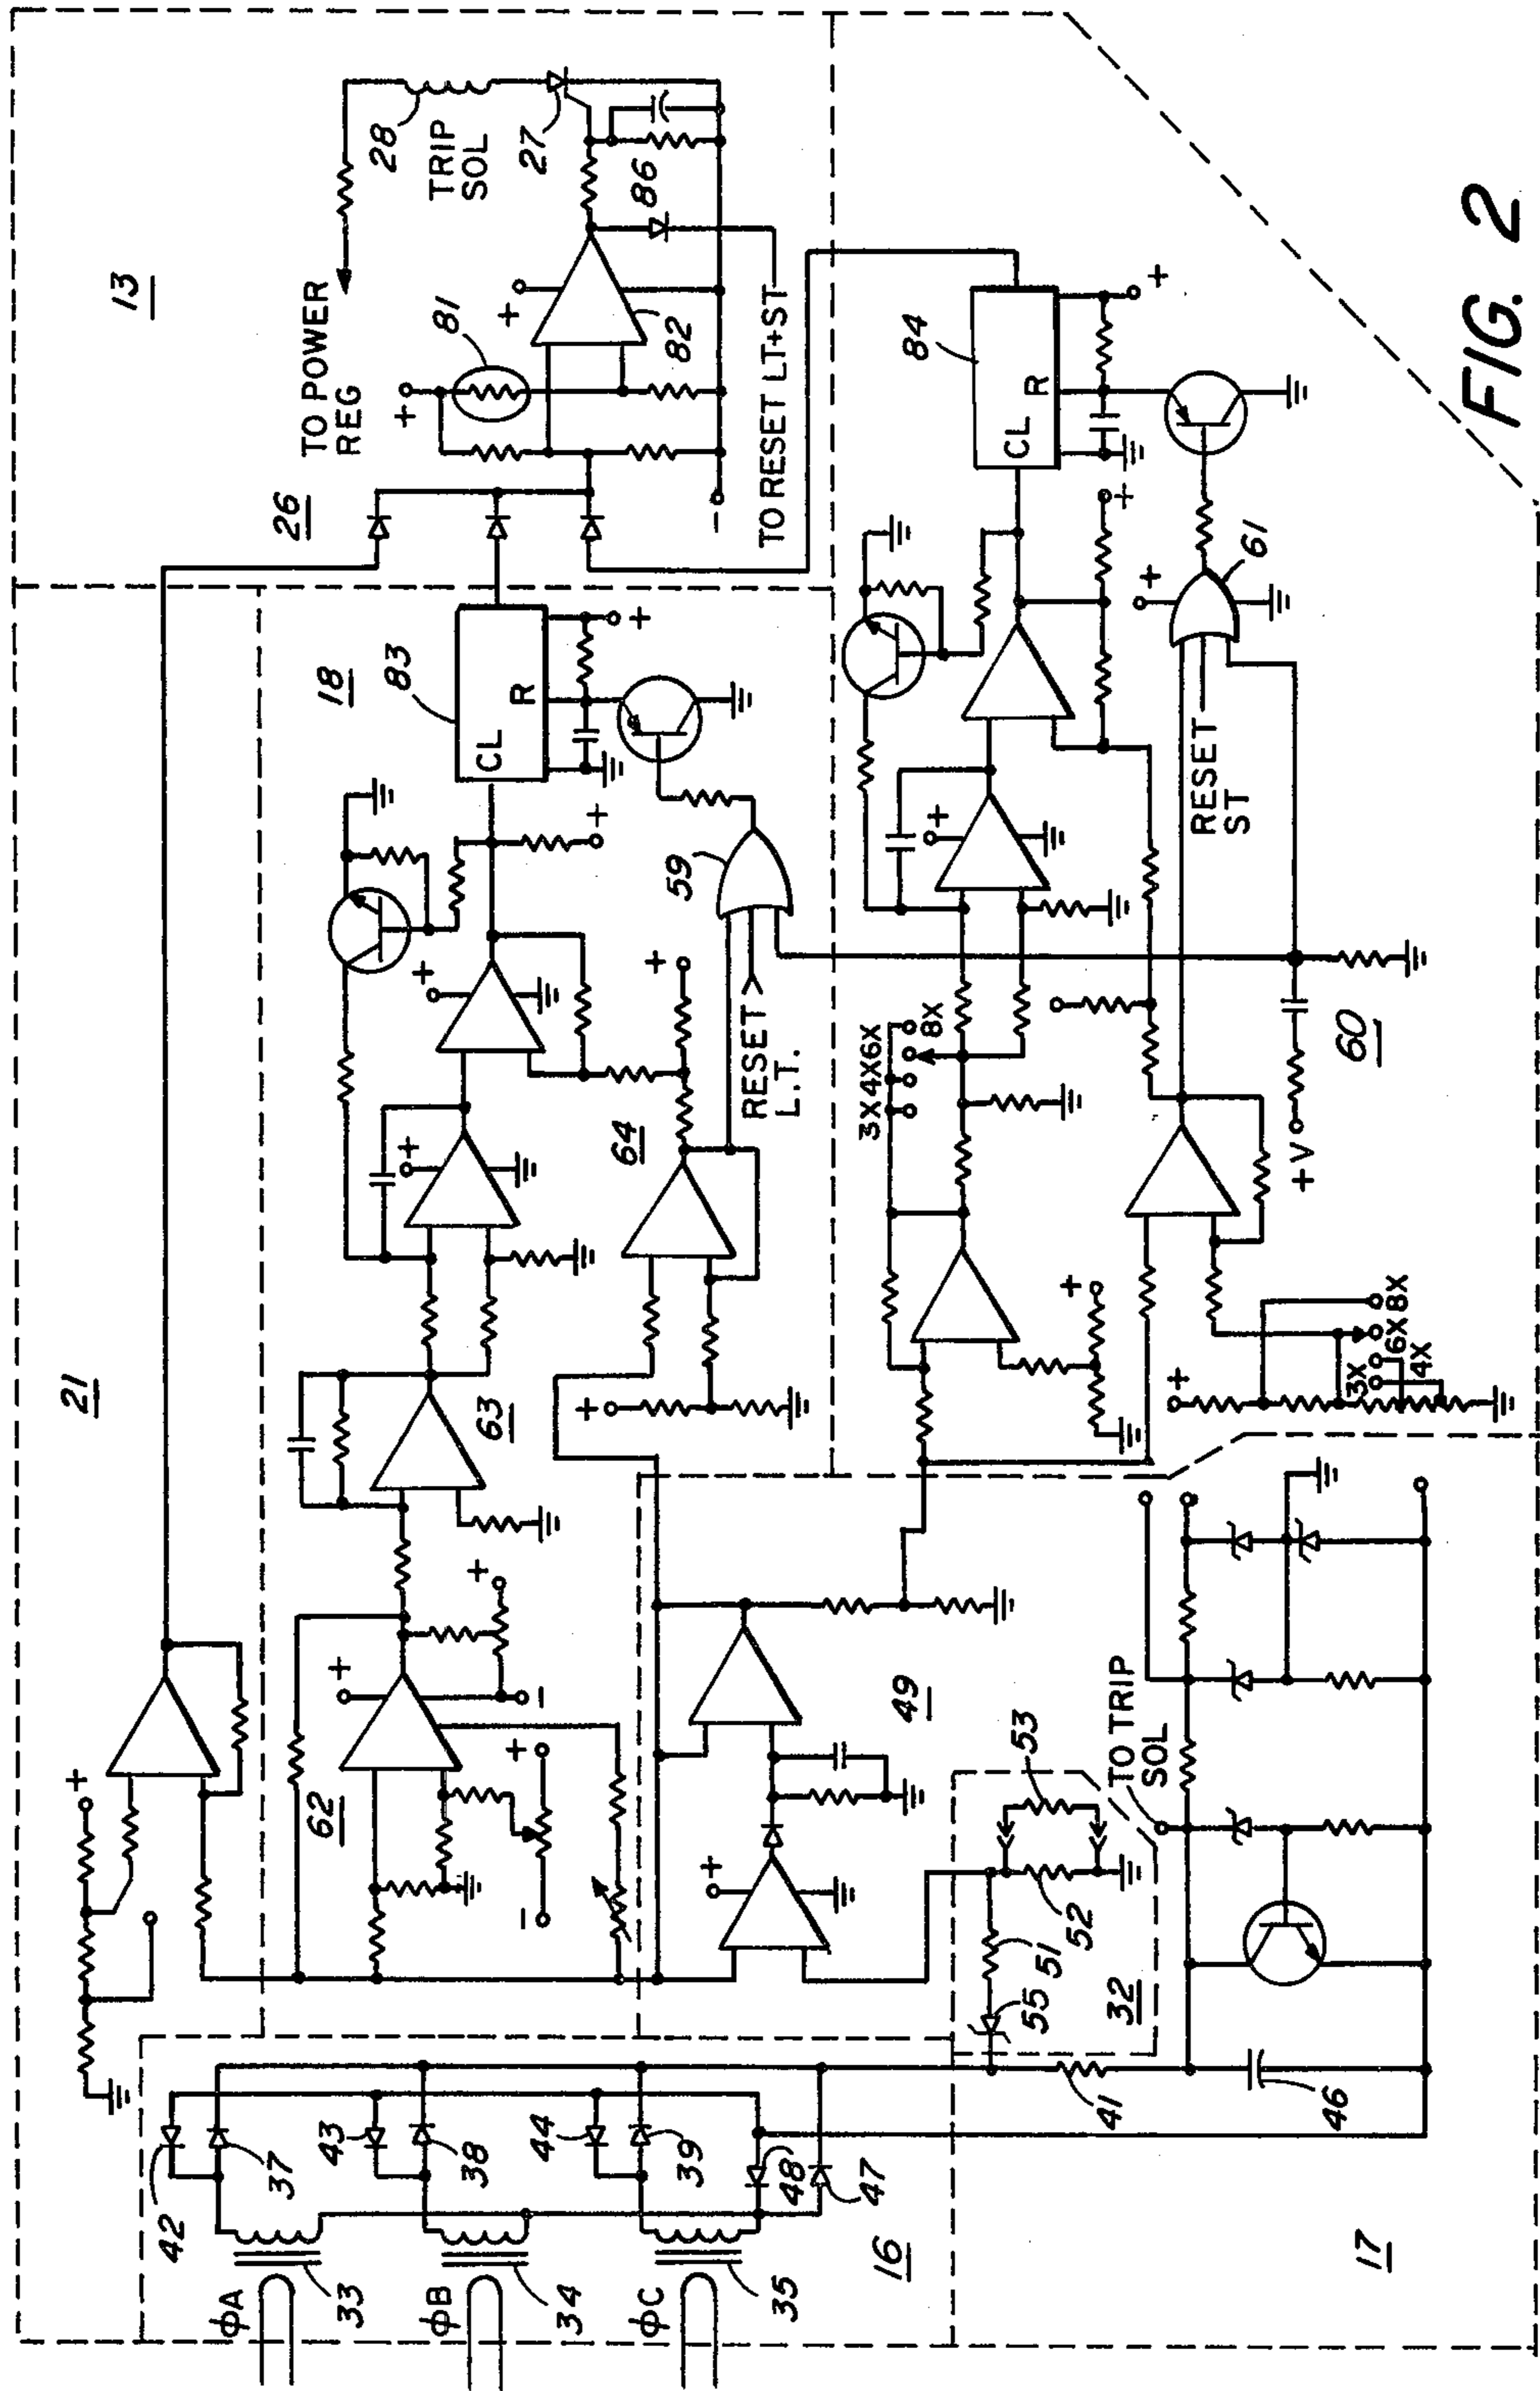 13
TO POWER
REG
28
TRIP
SOL
27
+
81
+
82
86
26
−
TO RESET LT+ST
21
+
18
83
CL
R
+
+
+
+
59
RESET
L.T.
64
+
+
63
62
+
+
−
+
−
84
CL
R
+
+
+
61
+
RESET
ST
3X 4X 6X
8X
+
60
+V
+
3X
4X
6X
8X
49
+
53
52
51
55
32
TO TRIP
SOL
42
37
43
38
44
39
48
47
41
46
ϕA
33
ϕB
34
ϕC
35
16
17
FIG. 2